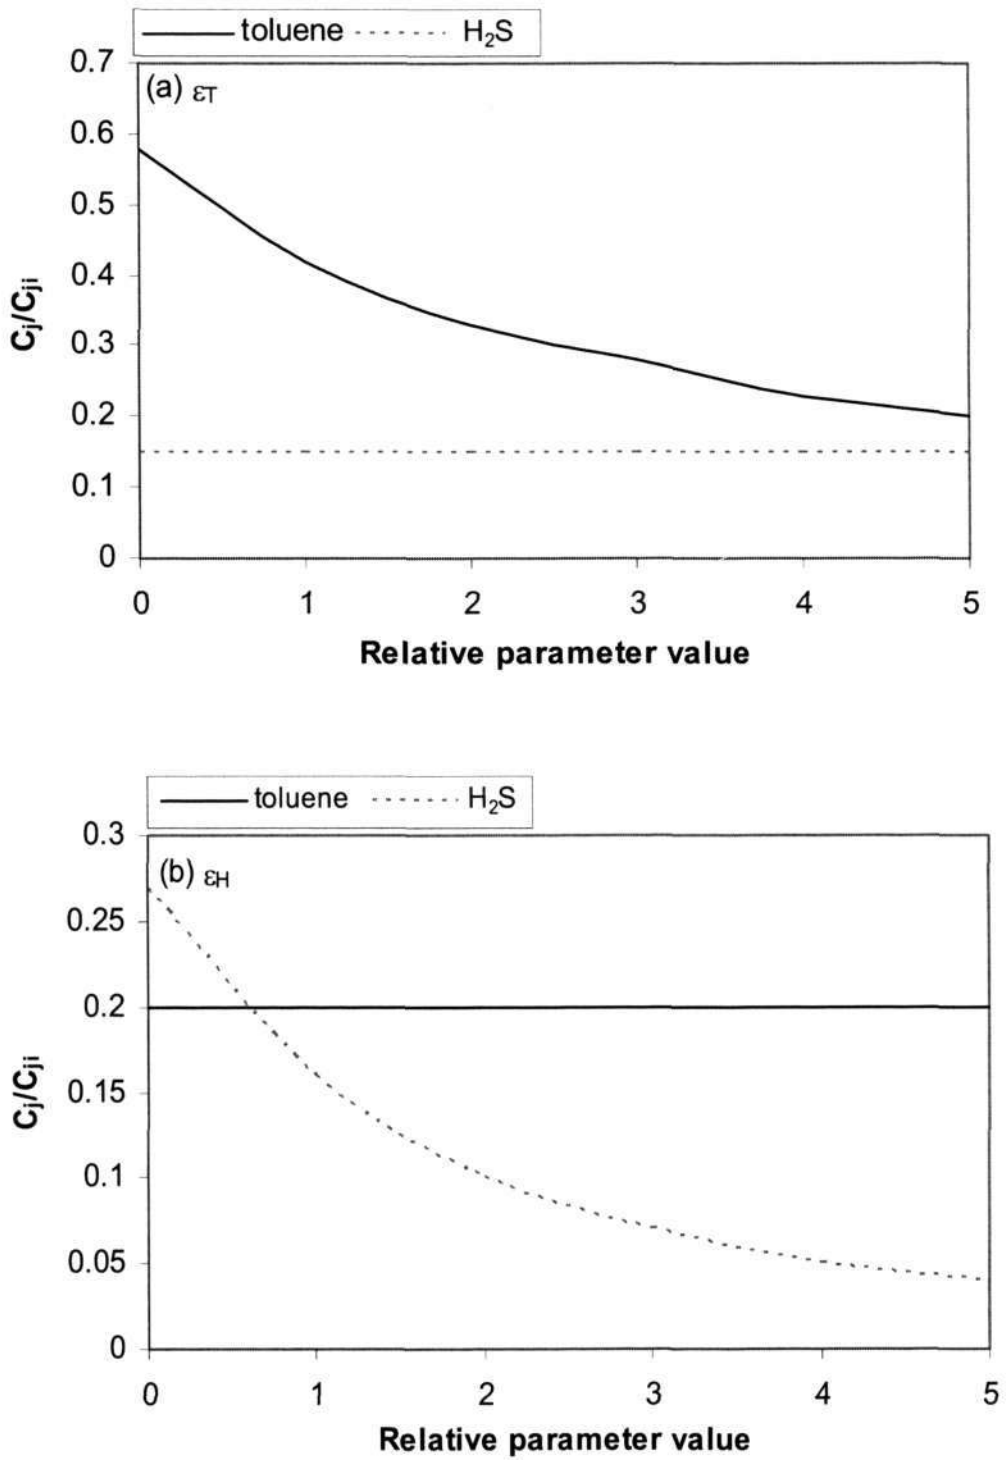 toluene H₂S
0.7
(a) εT
0.6
0.5
0.4
0.3
0.2
0.1
0
Cj/Cji
0 1 2 3 4 5
Relative parameter value
toluene H₂S
0.3
(b) εH
0.25
0.2
0.15
0.1
0.05
0
Cj/Cji
0 1 2 3 4 5
Relative parameter value